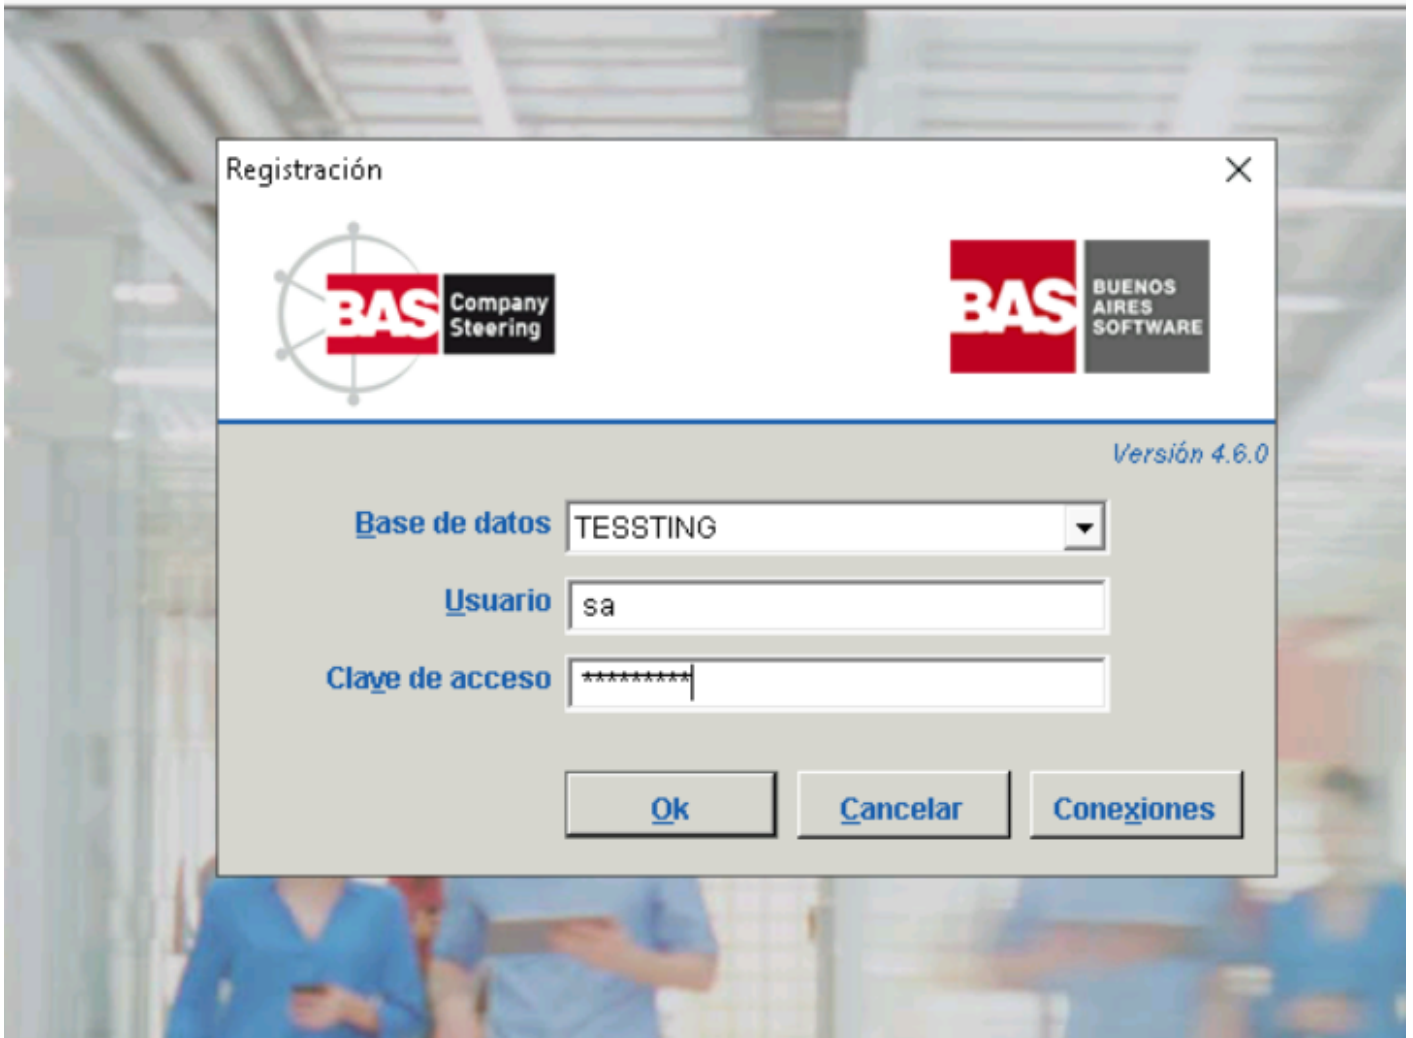 Registración
BAS Company Steering
BAS BUENOS AIRES SOFTWARE
Versión 4.6.0
Base de datos TESSTING
Usuario sa
Clave de acceso *********
Ok Cancelar Conexiones